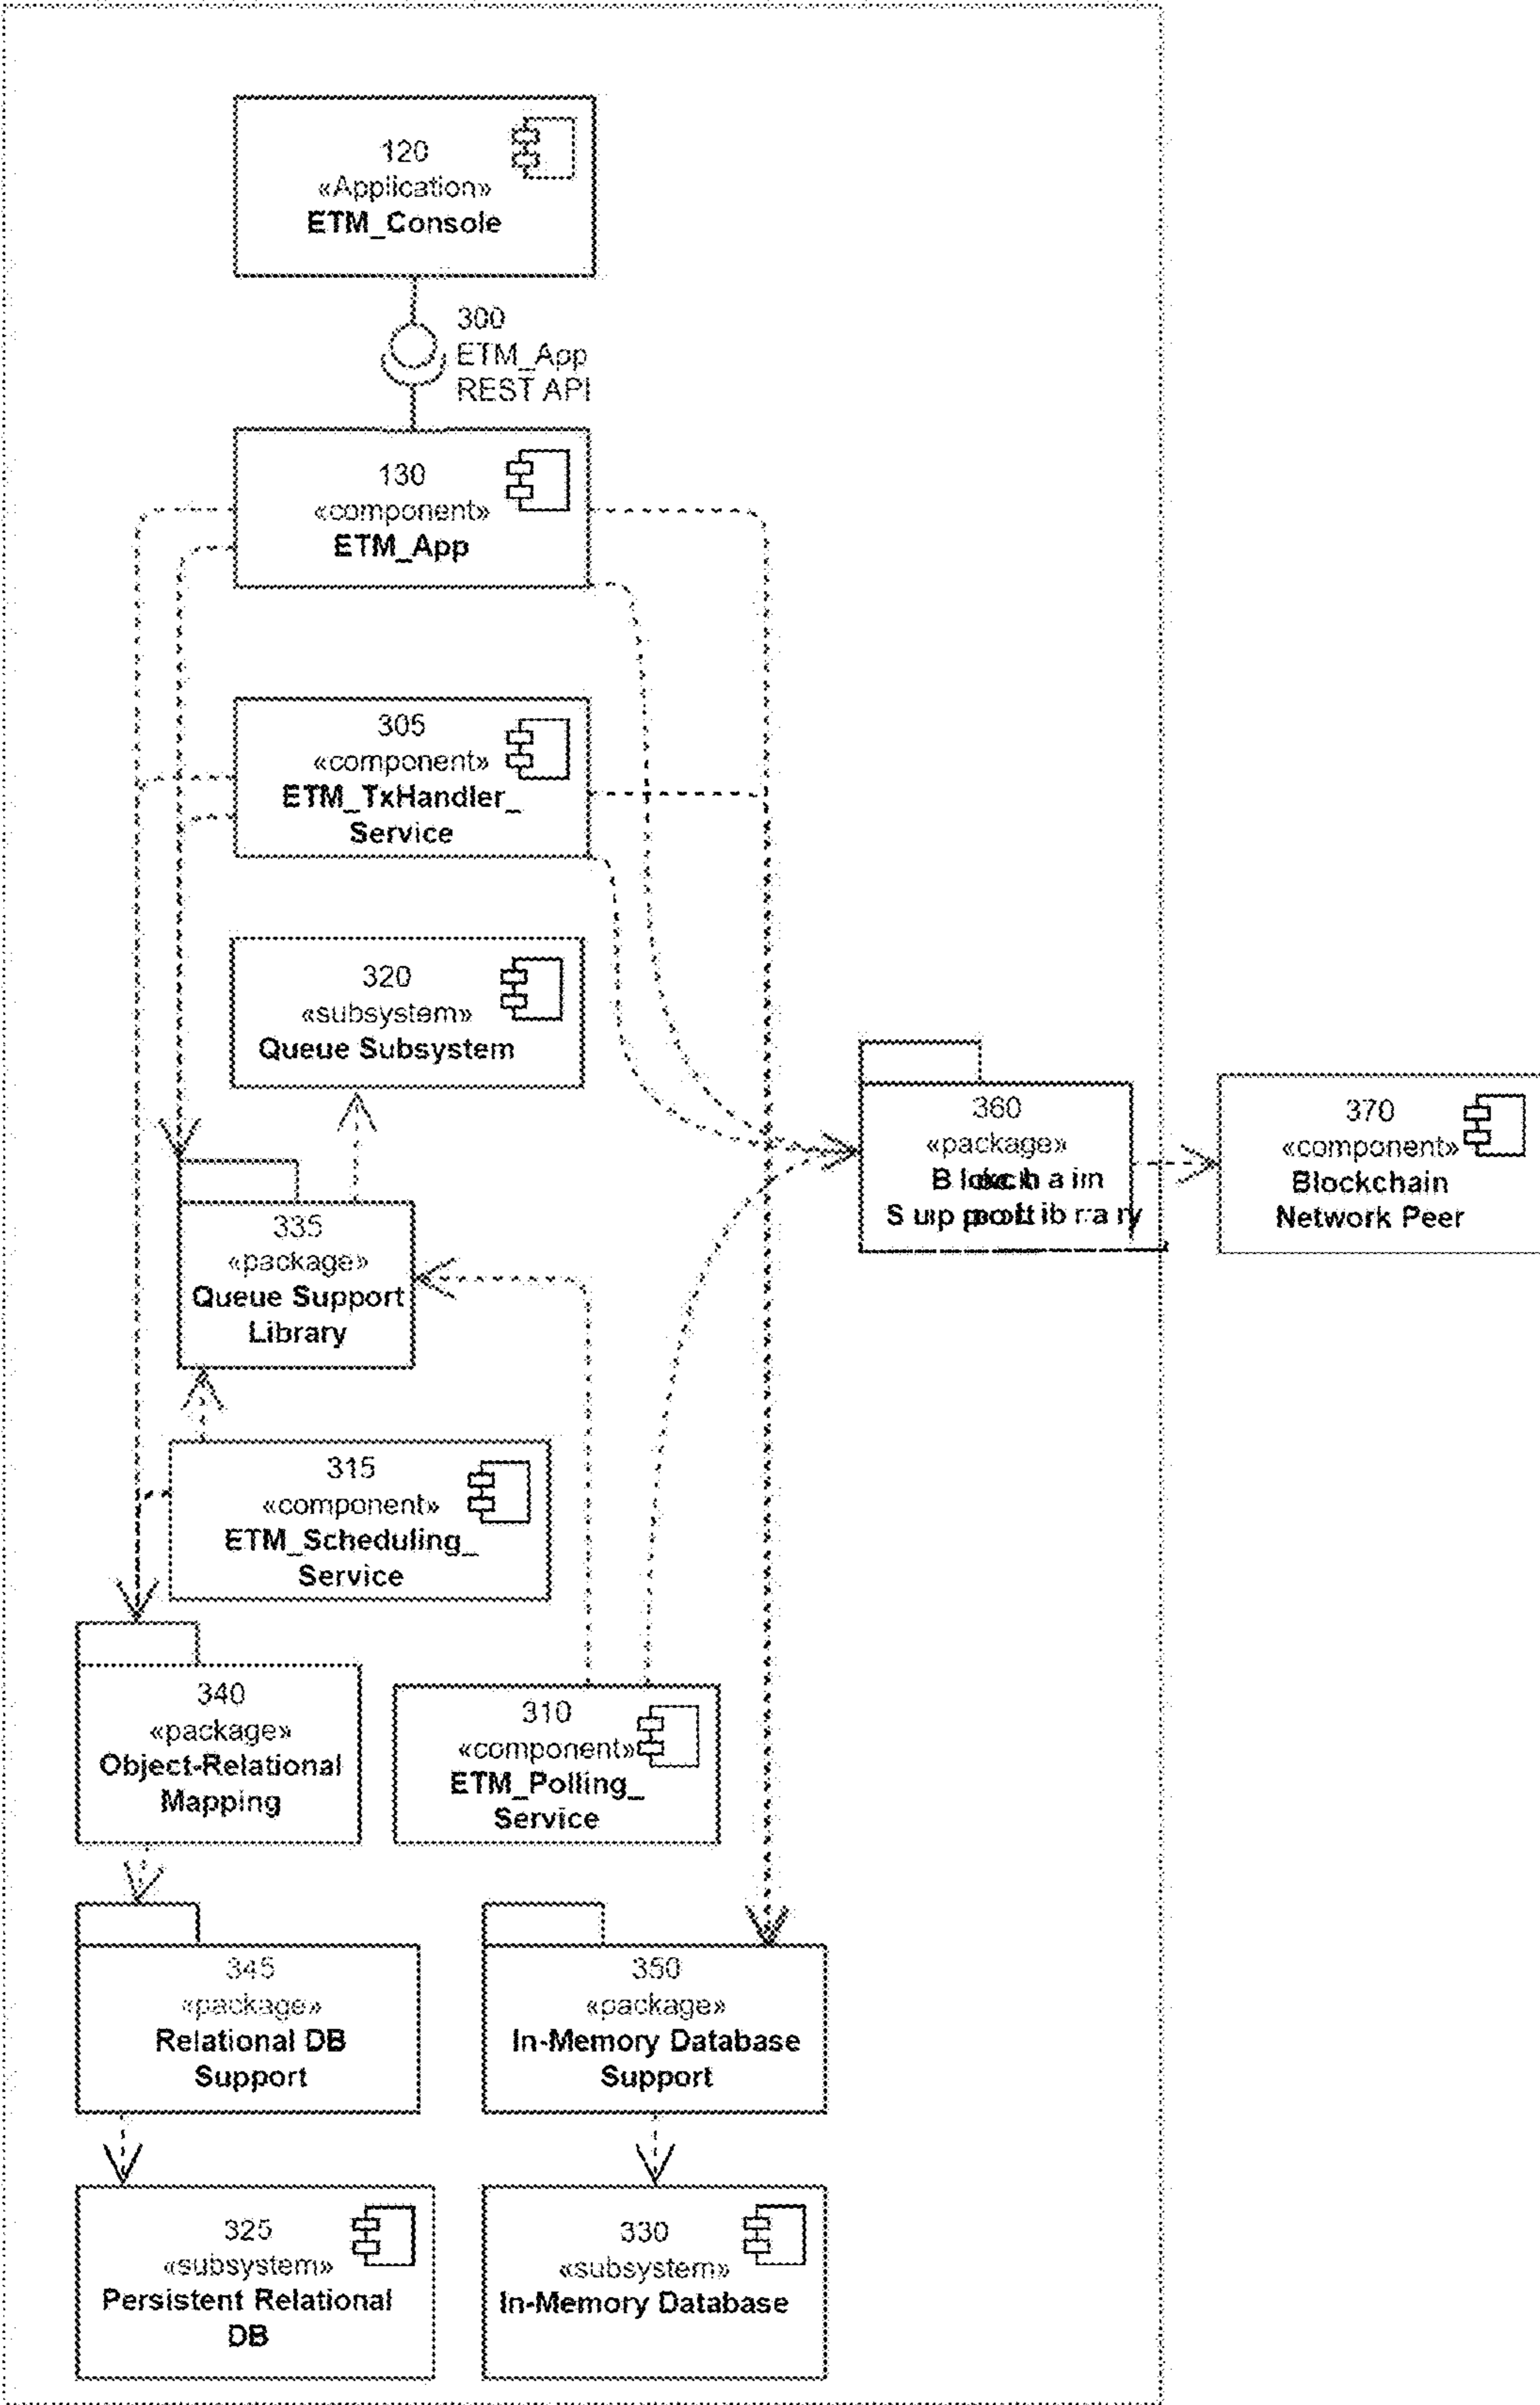 120
«Application»
ETM_Console
300
ETM_App
REST API
130
«component»
ETM_App
305
«component»
ETM_TxHandler_
Service
320
«subsystem»
Queue Subsystem
360
«package»
Blockchain
Support Library
370
«component»
Blockchain
Network Peer
335
«package»
Queue Support
Library
315
«component»
ETM_Scheduling_
Service
340
«package»
Object-Relational
Mapping
310
«component»
ETM_Polling_
Service
345
«package»
Relational DB
Support
350
«package»
In-Memory Database
Support
325
«subsystem»
Persistent Relational
DB
330
«subsystem»
In-Memory Database